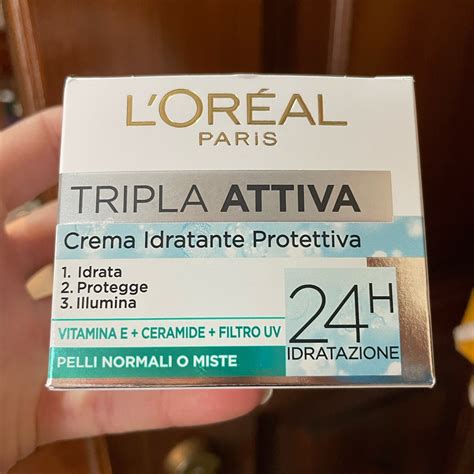 L'ORÉAL
PARIS
TRIPLA ATTIVA
Crema Idratante Protettiva
1. Idrata
2. Protegge
3. Illumina
24H
IDRATAZIONE
VITAMINA E + CERAMIDE + FILTRO UV
PELLI NORMALI O MISTE